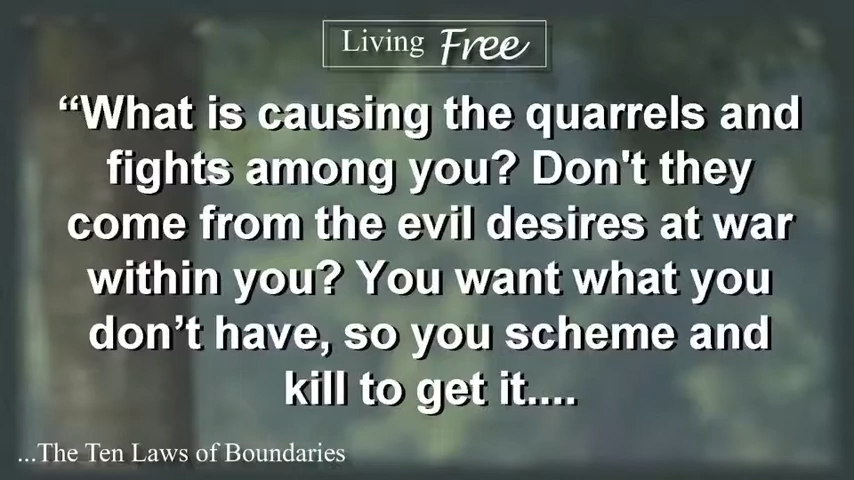 Living Free
“What is causing the quarrels and
fights among you? Don't they
come from the evil desires at war
within you? You want what you
don’t have, so you scheme and
kill to get it....
...The Ten Laws of Boundaries